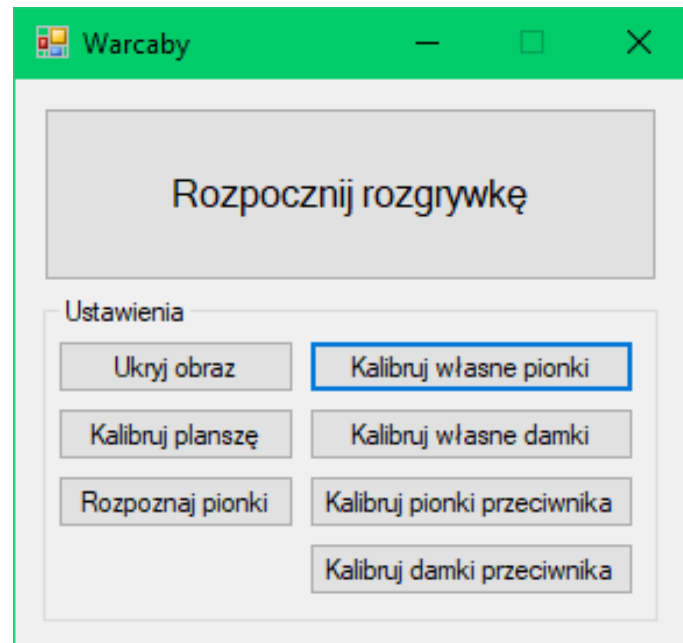 Warcaby
Rozpocznij rozgrywkę
Ustawienia
Ukryj obraz
Kalibruj własne pionki
Kalibruj planszę
Kalibruj własne damki
Rozpoznaj pionki
Kalibruj pionki przeciwnika
Kalibruj damki przeciwnika